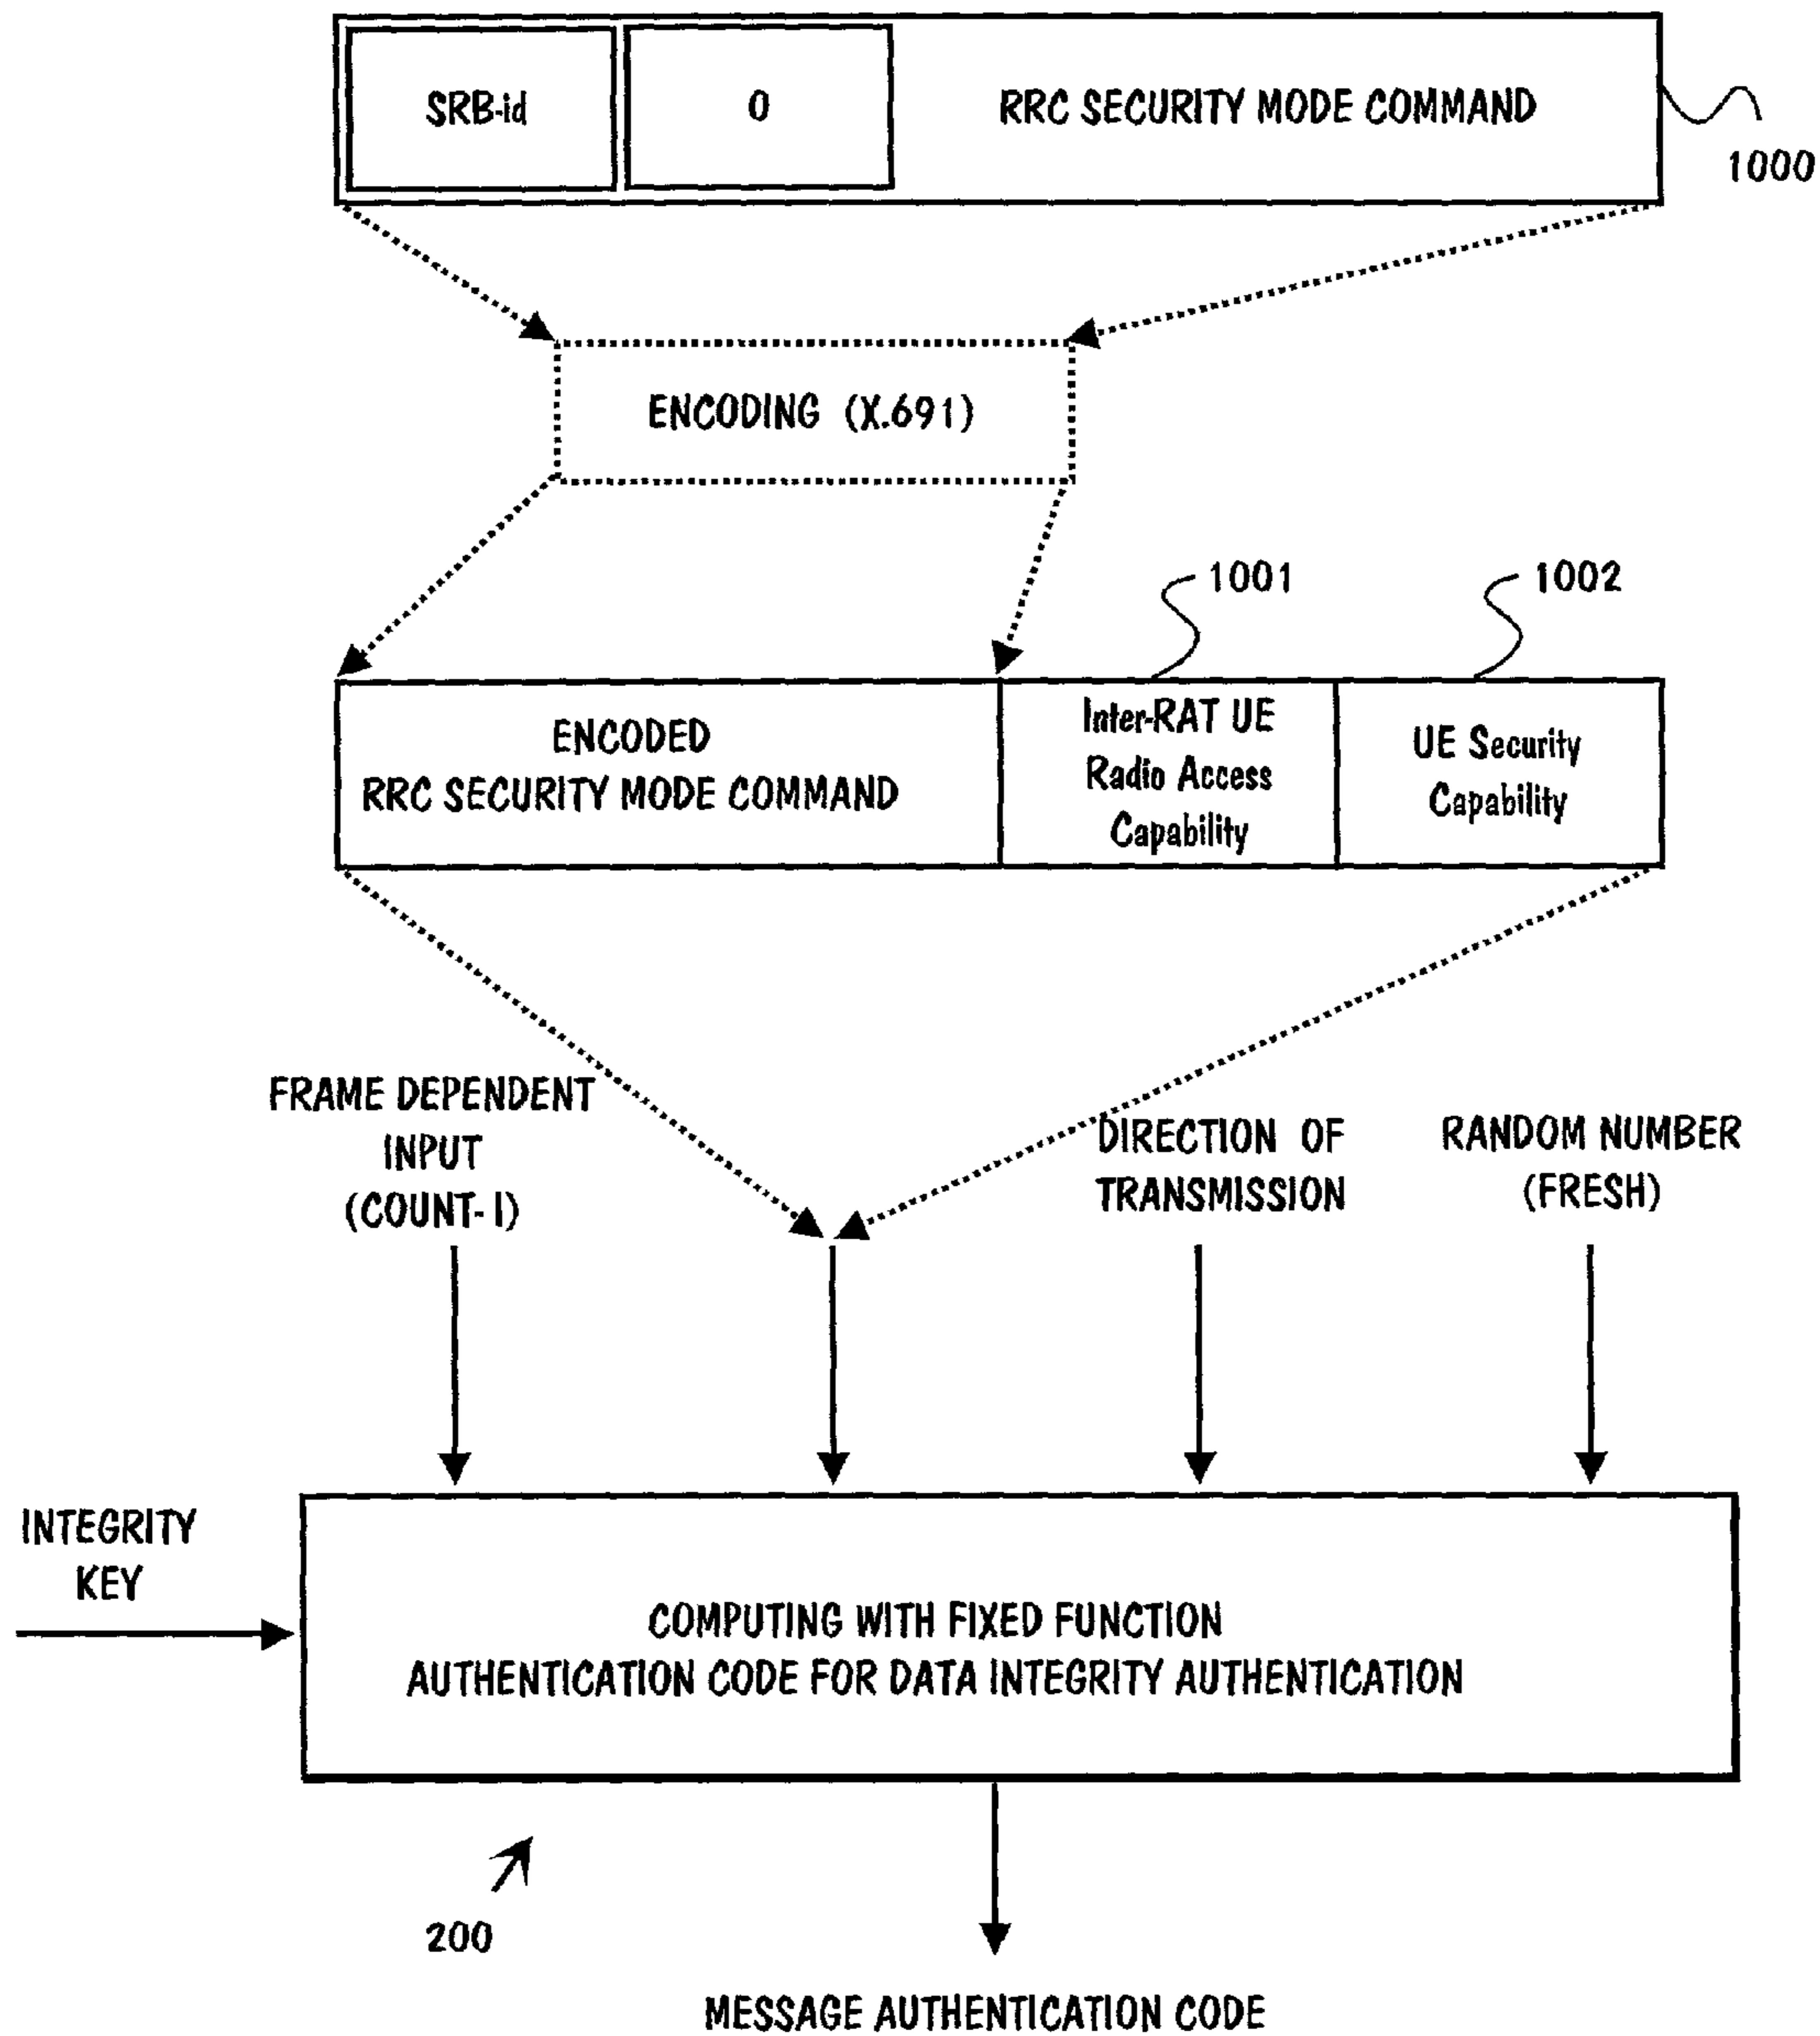 SRB-id
0
RRC SECURITY MODE COMMAND
1000
ENCODING (X.691)
1001
1002
ENCODED
RRC SECURITY MODE COMMAND
Inter-RAT UE
Radio Access
Capability
UE Security
Capability
FRAME DEPENDENT
INPUT
(COUNT-I)
DIRECTION OF
TRANSMISSION
RANDOM NUMBER
(FRESH)
INTEGRITY
KEY
COMPUTING WITH FIXED FUNCTION
AUTHENTICATION CODE FOR DATA INTEGRITY AUTHENTICATION
200
MESSAGE AUTHENTICATION CODE